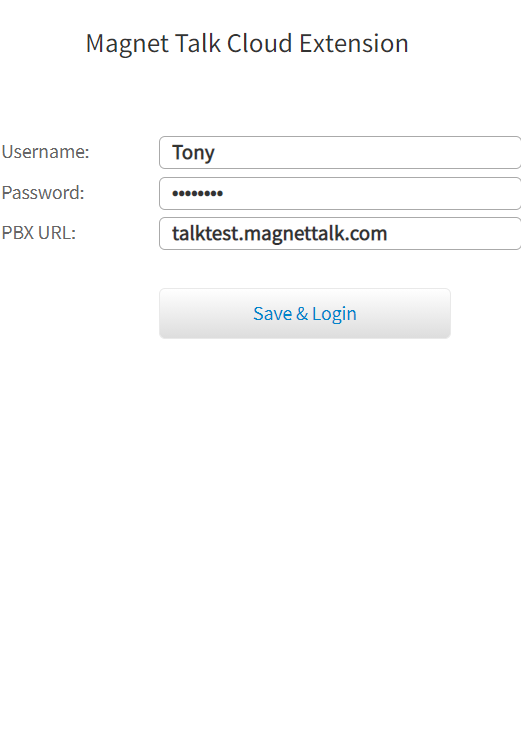 Magnet Talk Cloud Extension
Username: Tony
Password: ••••••••
PBX URL: talktest.magnettalk.com
Save & Login